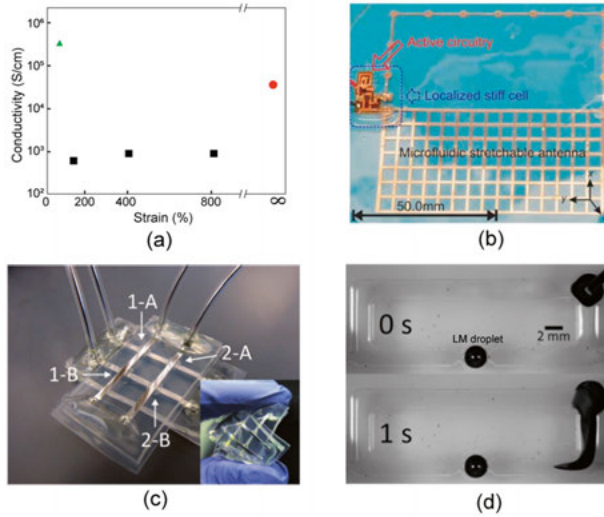 10⁶
10⁵
10⁴
10³
10²
Conductivity (S/cm)
0 200 400 800 ∞
Strain (%)
(a)
Active circuitry
Localized stiff cell
Microfluidic stretchable antenna
x
y
z
50.0mm
(b)
1-A
2-A
1-B
2-B
(c)
0 s
LM droplet
2 mm
1 s
(d)